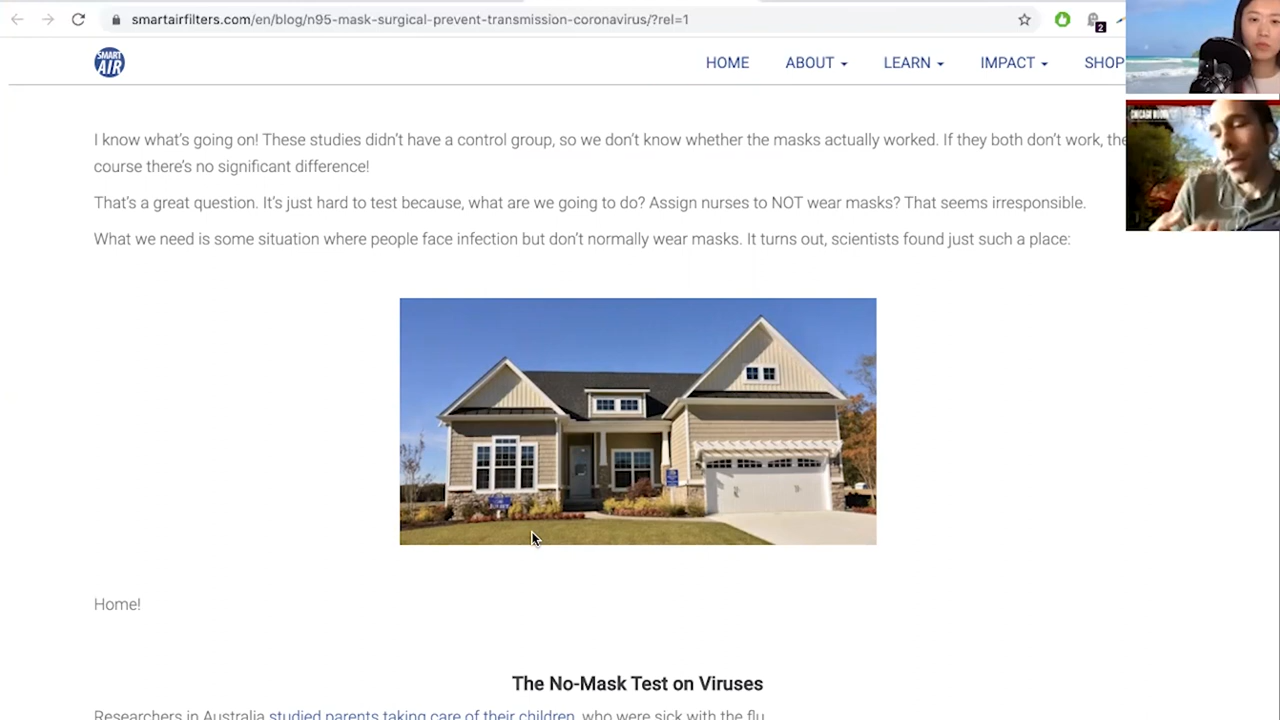 smartairfilters.com/en/blog/n95-mask-surgical-prevent-transmission-coronavirus/?rel=1
2
SMART
AIR
HOME ABOUT LEARN IMPACT SHOP
I know what's going on! These studies didn't have a control group, so we don't know whether the masks actually worked. If they both don't work,
course there's no significant difference!
That's a great question. It's just hard to test because, what are we going to do? Assign nurses to NOT wear masks? That seems irresponsible.
What we need is some situation where people face infection but don't normally wear masks. It turns out, scientists found just such a place:
Home!
The No-Mask Test on Viruses
Researchers in Australia studied parents taking care of their children, who were sick with the flu